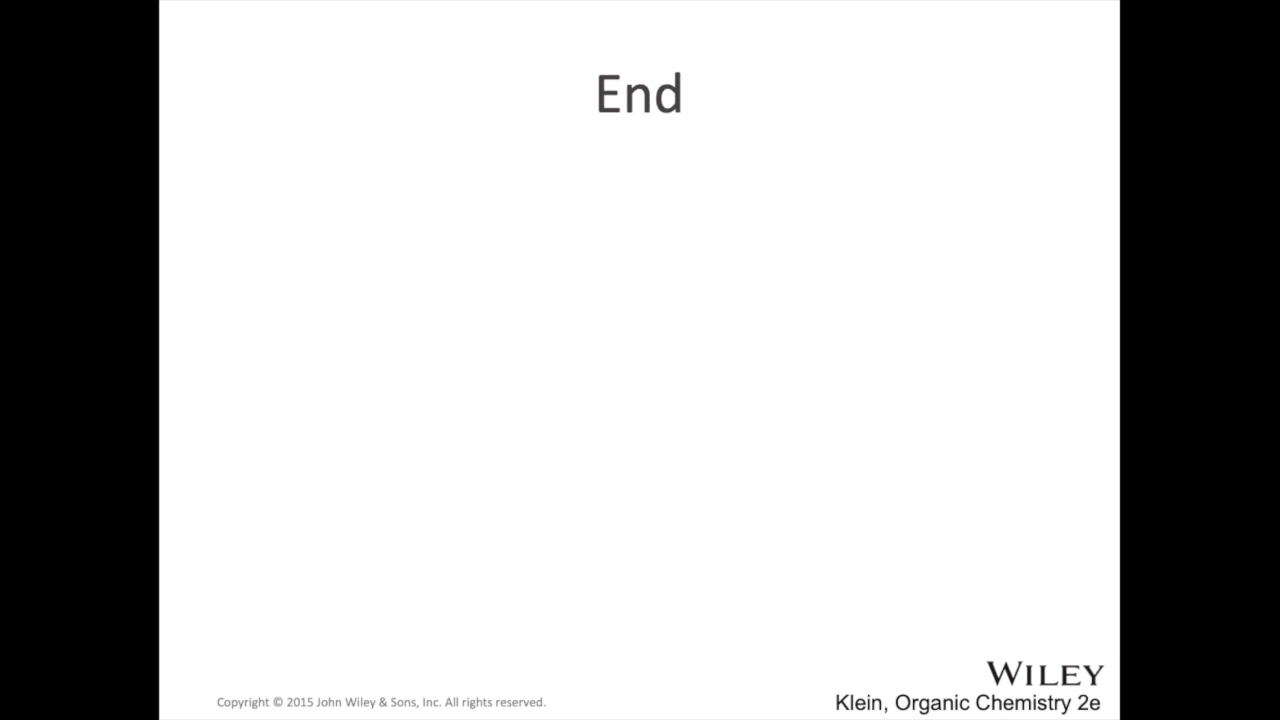 End
WILEY
Copyright © 2015 John Wiley & Sons, Inc. All rights reserved.
Klein, Organic Chemistry 2e